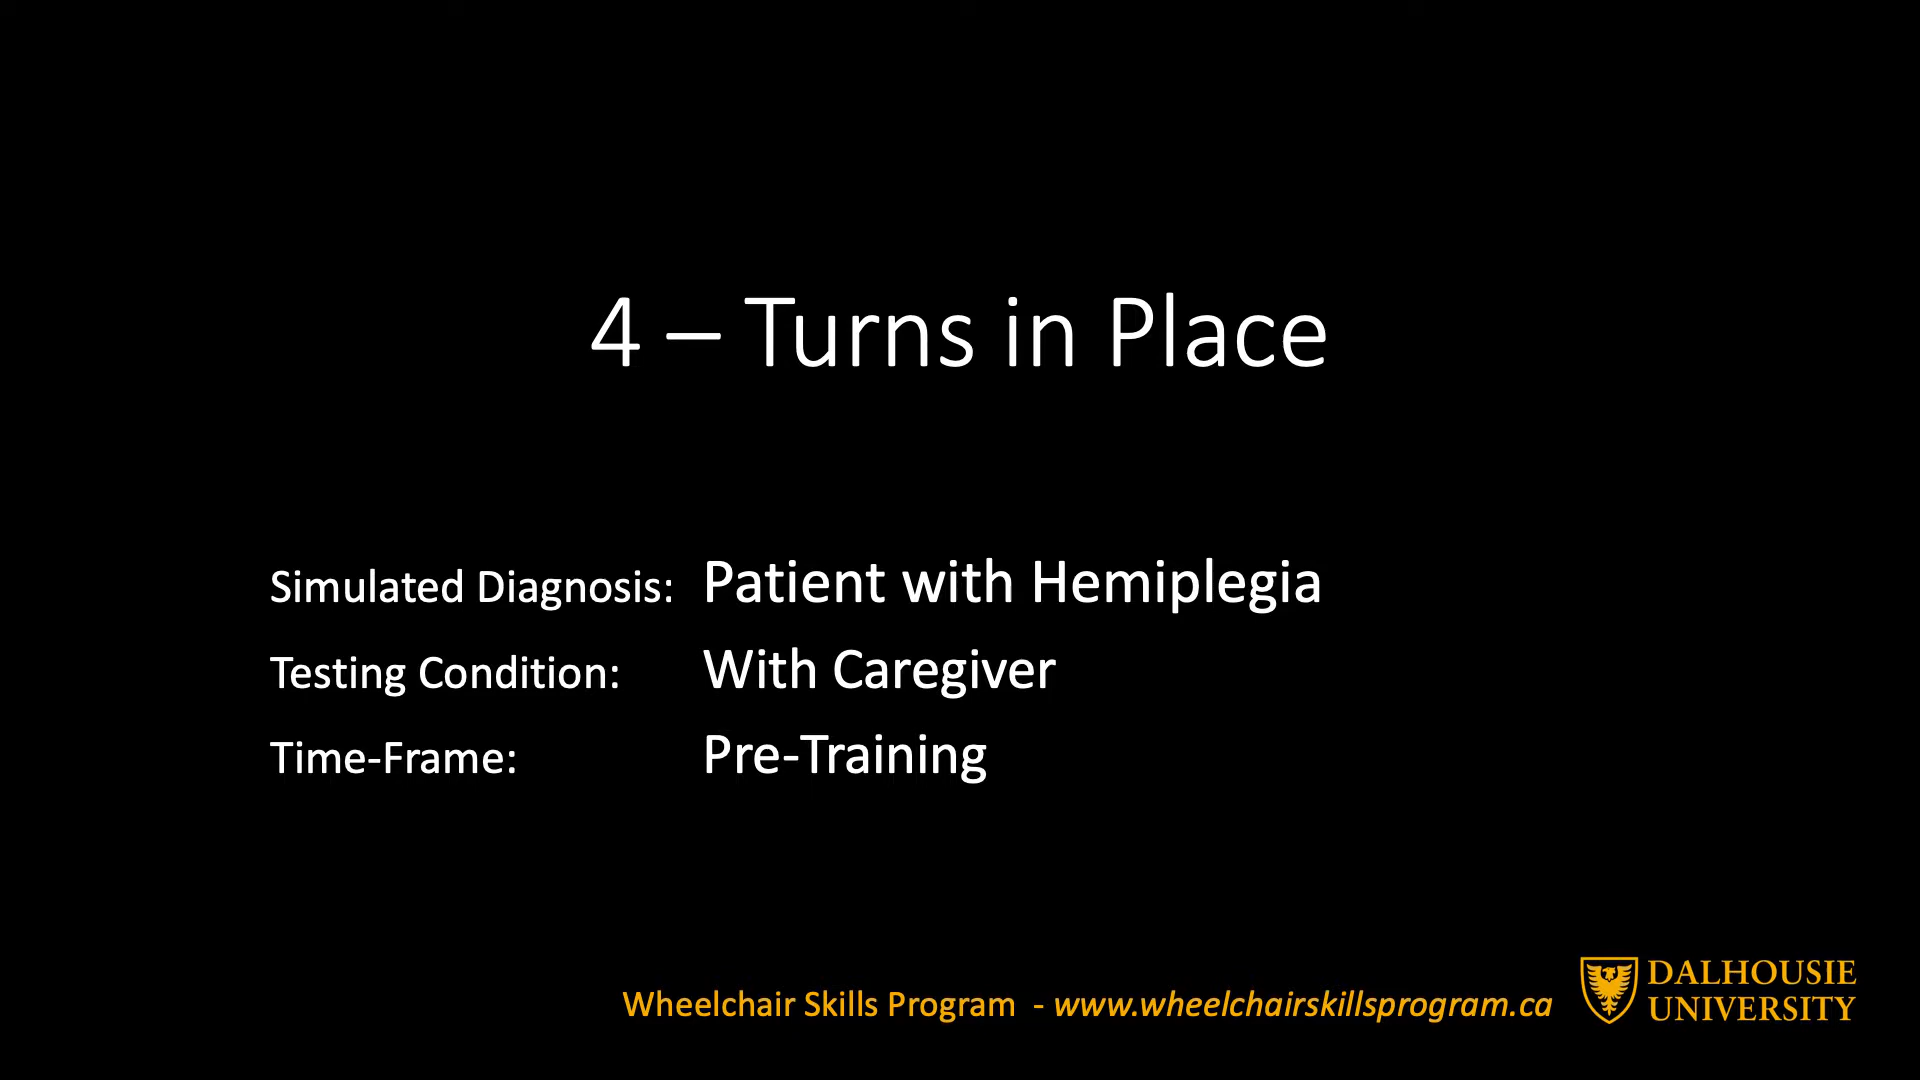 4 – Turns in Place
Simulated Diagnosis: Patient with Hemiplegia
Testing Condition: With Caregiver
Time-Frame: Pre-Training
Wheelchair Skills Program - www.wheelchairskillsprogram.ca
DALHOUSIE
UNIVERSITY